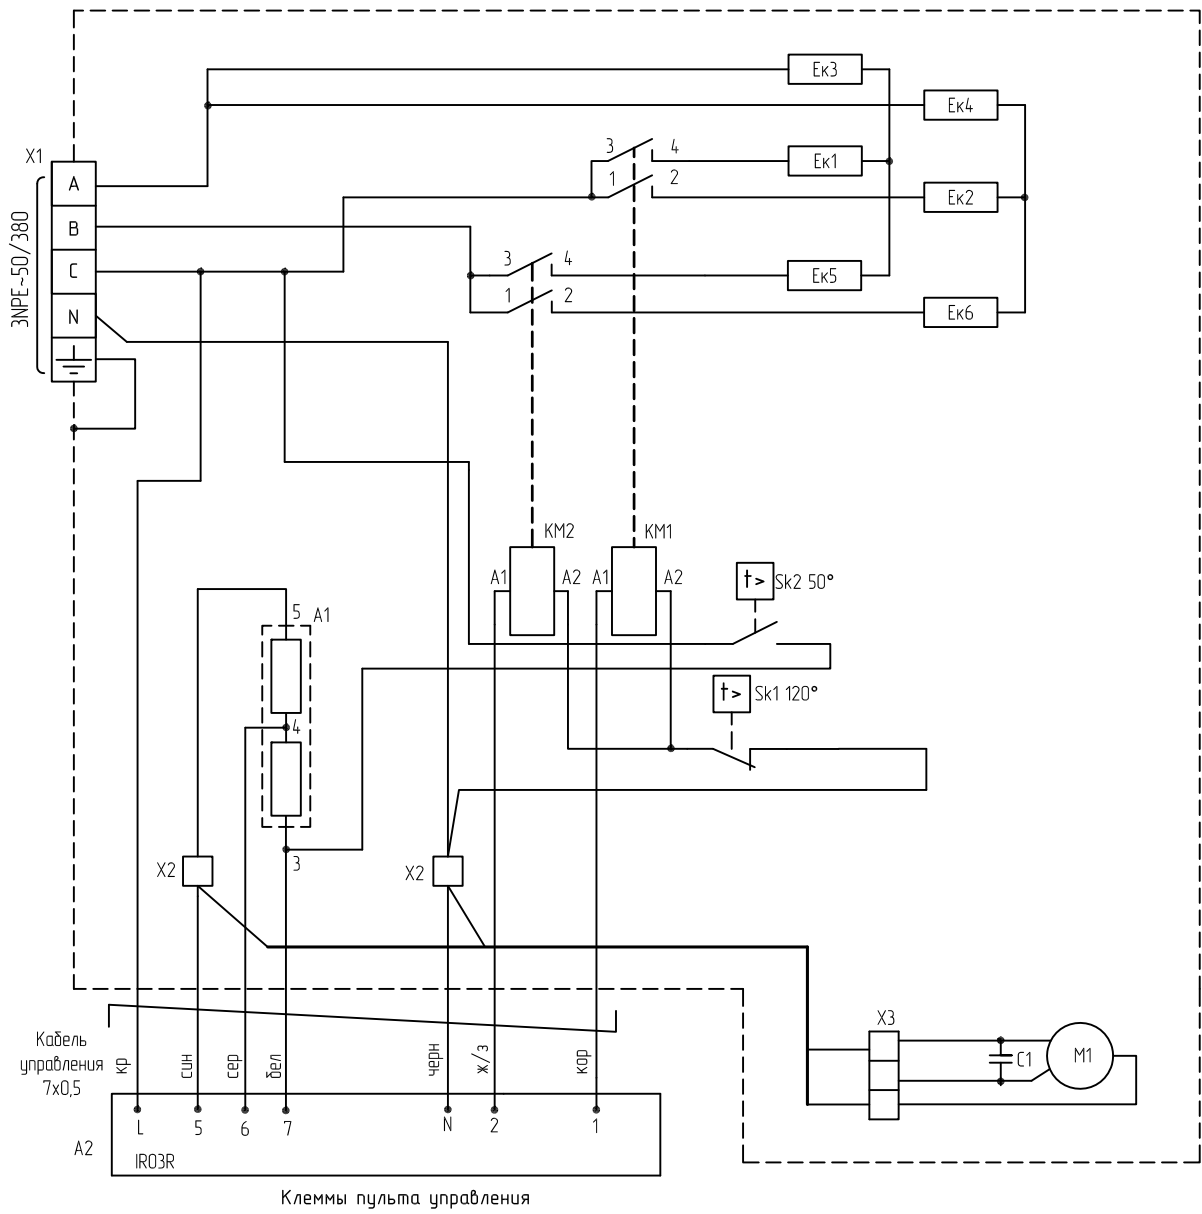 Ек3
Ек4
X1
3
4
Ек1
A
1
2
Ек2
B
3NPE~50/380
C
3
4
Ек5
N
1
2
Ек6
KM2
KM1
A1
A2
A1
A2
t>
Sk2 50°
5
A1
t>
Sk1 120°
4
X2
3
X2
X3
Кабель
управления
7x0,5
кр
син
сер
бел
черн
ж/з
кор
C1
M1
A2
L
5
6
7
N
2
1
IR03R
Клеммы пульта управления